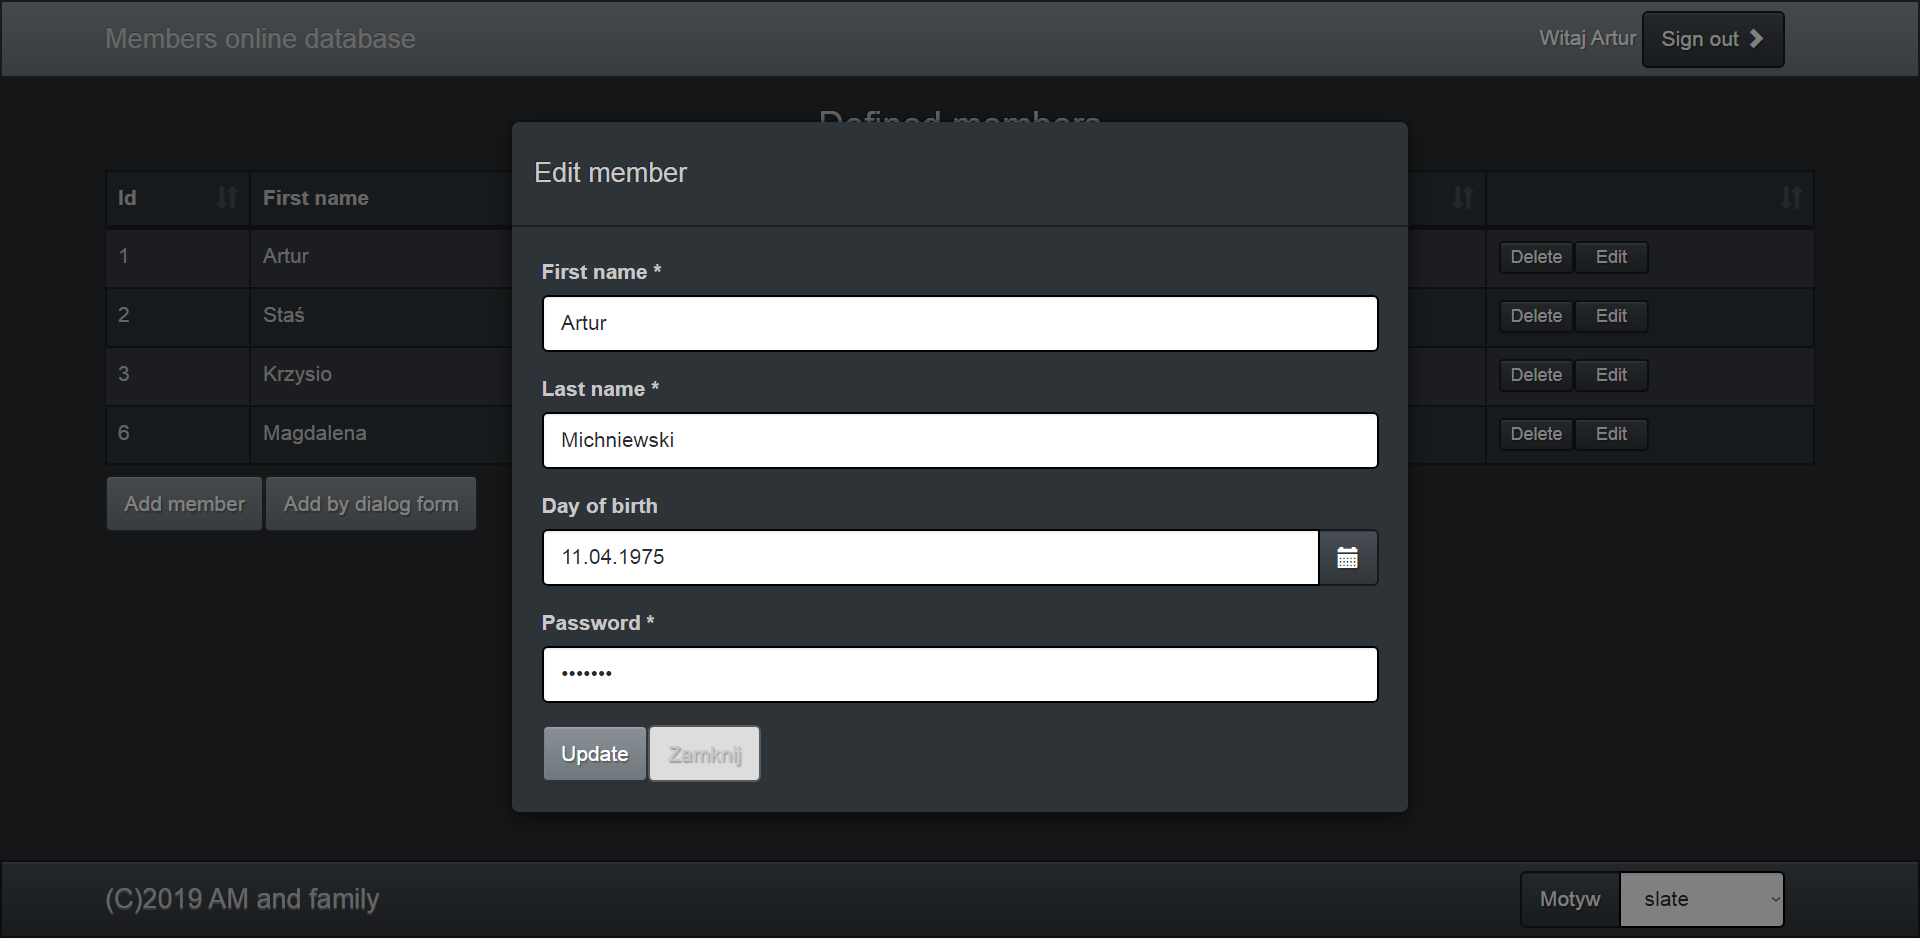 Members online database
Witaj Artur
Sign out
Defined members
Edit member
Id
First name
1
Artur
Delete
Edit
2
Staś
Delete
Edit
3
Krzysio
Delete
Edit
6
Magdalena
Delete
Edit
Add member
Add by dialog form
First name *
Artur
Last name *
Michniewski
Day of birth
11.04.1975
Password *
•••••••
Update
Zamknij
(C)2019 AM and family
Motyw
slate